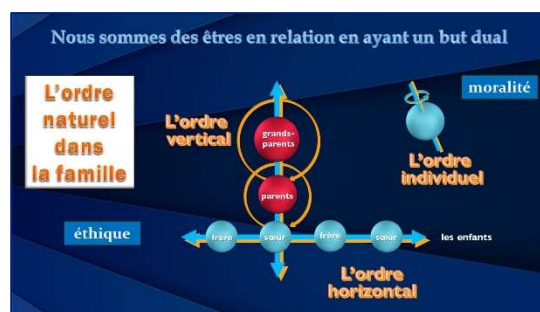 Nous sommes des êtres en relation en ayant un but dual
L'ordre
naturel
dans
la famille
L'ordre
vertical
grands-
parents
parents
moralité
L'ordre
individuel
éthique
frère
sœur
frère
sœur
les enfants
L'ordre
horizontal